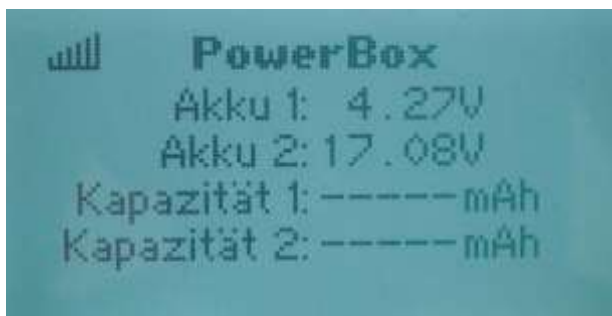 PowerBox
Akku 1: 4.27V
Akku 2: 17.08V
Kapazität 1: -----mAh
Kapazität 2: -----mAh